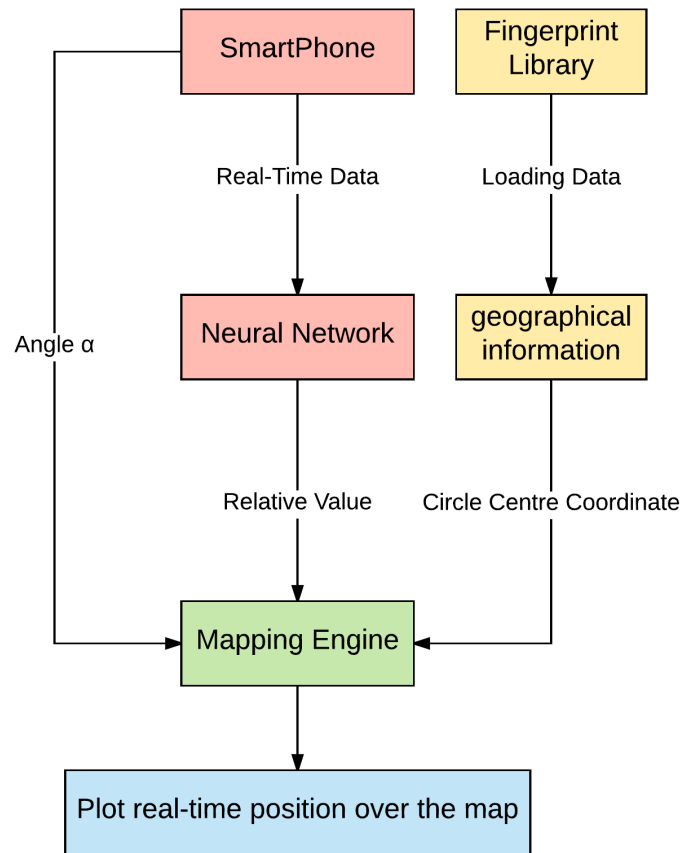 SmartPhone
Fingerprint
Library
Real-Time Data
Loading Data
Angle α
Neural Network
geographical
information
Relative Value
Circle Centre Coordinate
Mapping Engine
Plot real-time position over the map